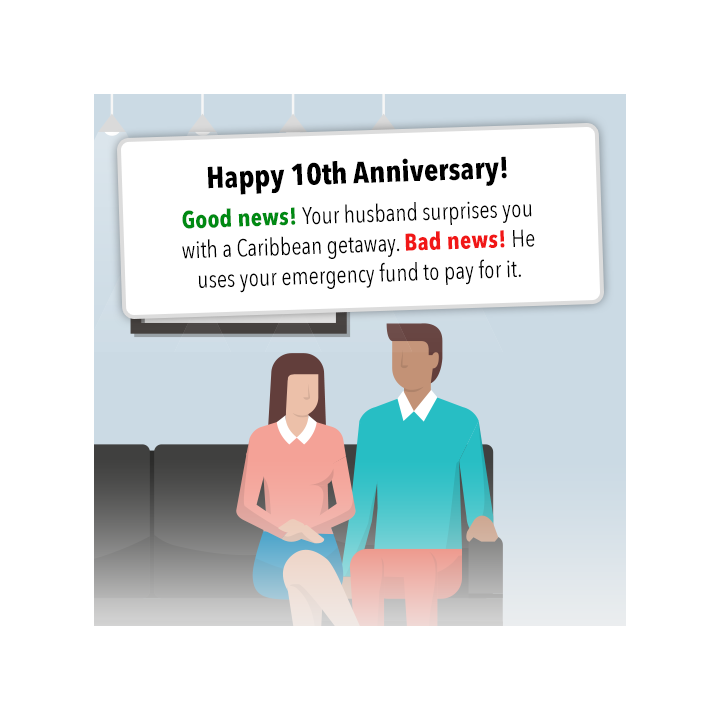 Happy 10th Anniversary!
Good news! Your husband surprises you
with a Caribbean getaway. Bad news! He
uses your emergency fund to pay for it.